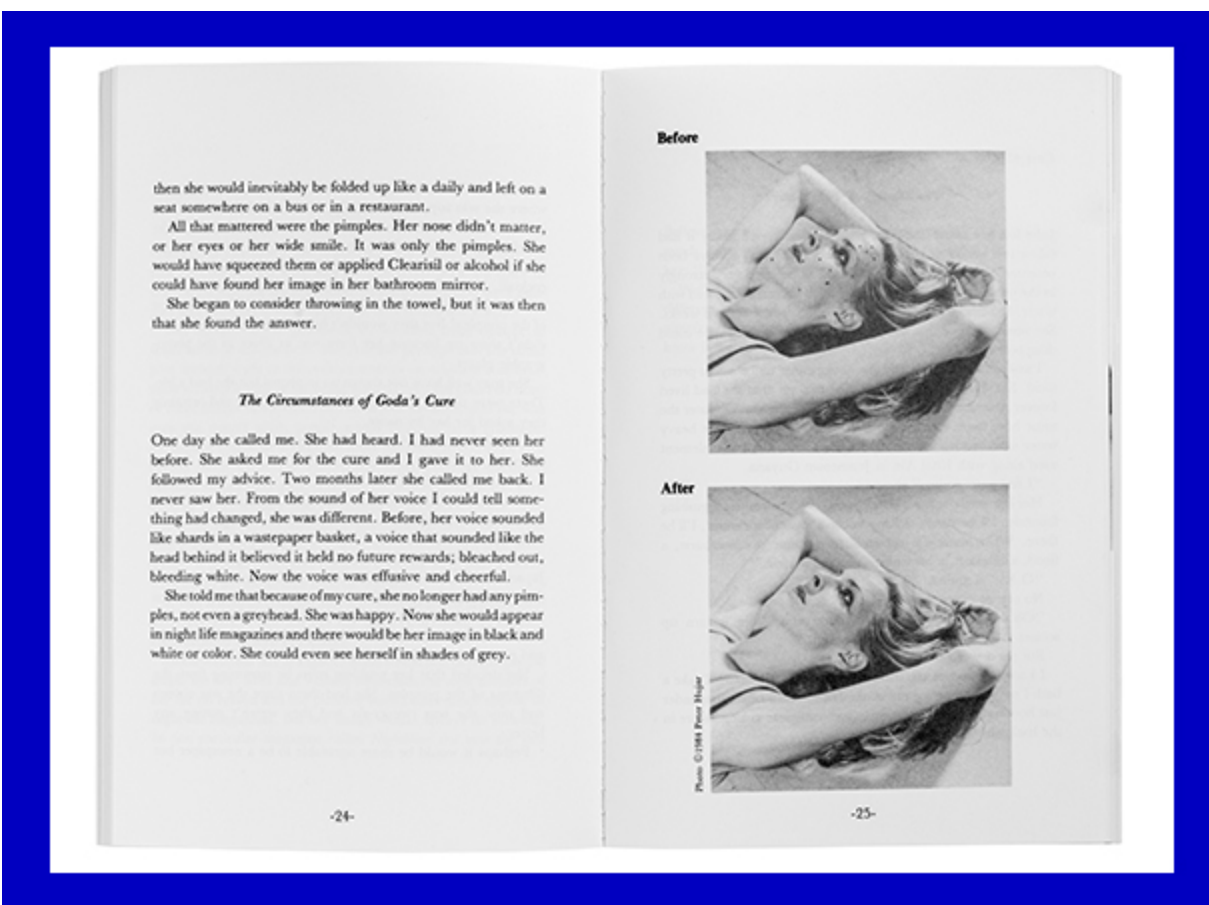 then she would inevitably be folded up like a daily and left on a
seat somewhere on a bus or in a restaurant.
All that mattered were the pimples. Her nose didn't matter,
or her eyes or her wide smile. It was only the pimples. She
would have squeezed them or applied Clearisil or alcohol if she
could have found her image in her bathroom mirror.
She began to consider throwing in the towel, but it was then
that she found the answer.
The Circumstances of Goda's Cure
One day she called me. She had heard. I had never seen her
before. She asked me for the cure and I gave it to her. She
followed my advice. Two months later she called me back. I
never saw her. From the sound of her voice I could tell some-
thing had changed, she was different. Before, her voice sounded
like shards in a wastepaper basket, a voice that sounded like the
head behind it believed it held no future rewards; bleached out,
bleeding white. Now the voice was effusive and cheerful.
She told me that because of my cure, she no longer had any pim-
ples, not even a greyhead. She was happy. Now she would appear
in night life magazines and there would be her image in black and
white or color. She could even see herself in shades of grey.
-24-
Before
After
Photo ©1984 Peter Hujar
-25-